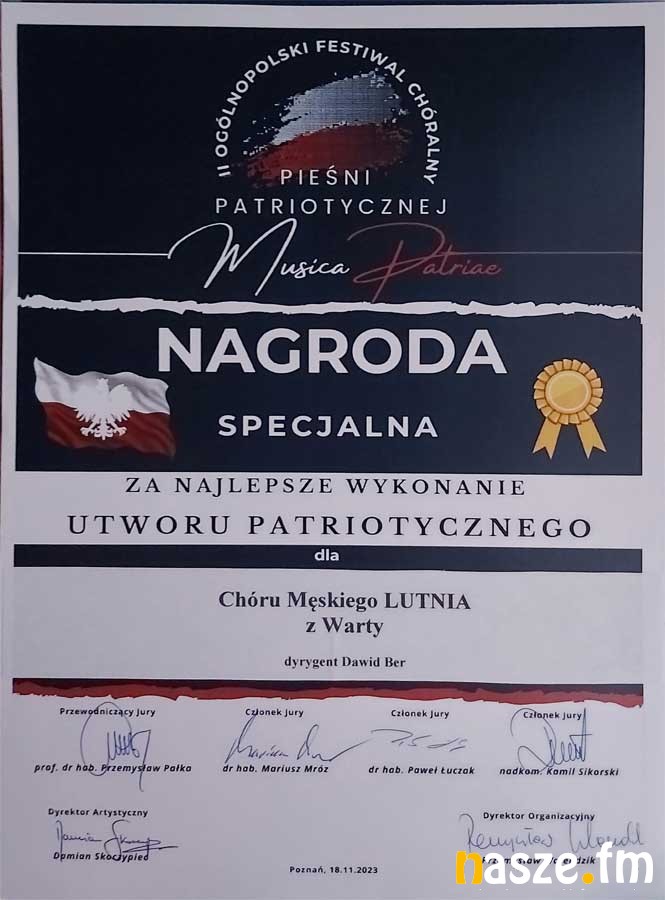 II OGÓLNOPOLSKI FESTIWAL CHÓRALNY
PIEŚNI
PATRIOTYCZNEJ
Musica Patriae
NAGRODA
SPECJALNA
ZA NAJLEPSZE WYKONANIE
UTWORU PATRIOTYCZNEGO
dla
Chóru Męskiego LUTNIA
z Warty
dyrygent Dawid Ber
Przewodniczący Jury Członek Jury Członek Jury Członek Jury
prof. dr hab. Przemysław Pałka dr hab. Mariusz Mróz dr hab. Paweł Łuczak nadkom. Kamil Sikorski
Dyrektor Artystyczny Dyrektor Organizacyjny
Damian Skoczypiec Przemysław
Poznań, 18.11.2023
nasze.fm